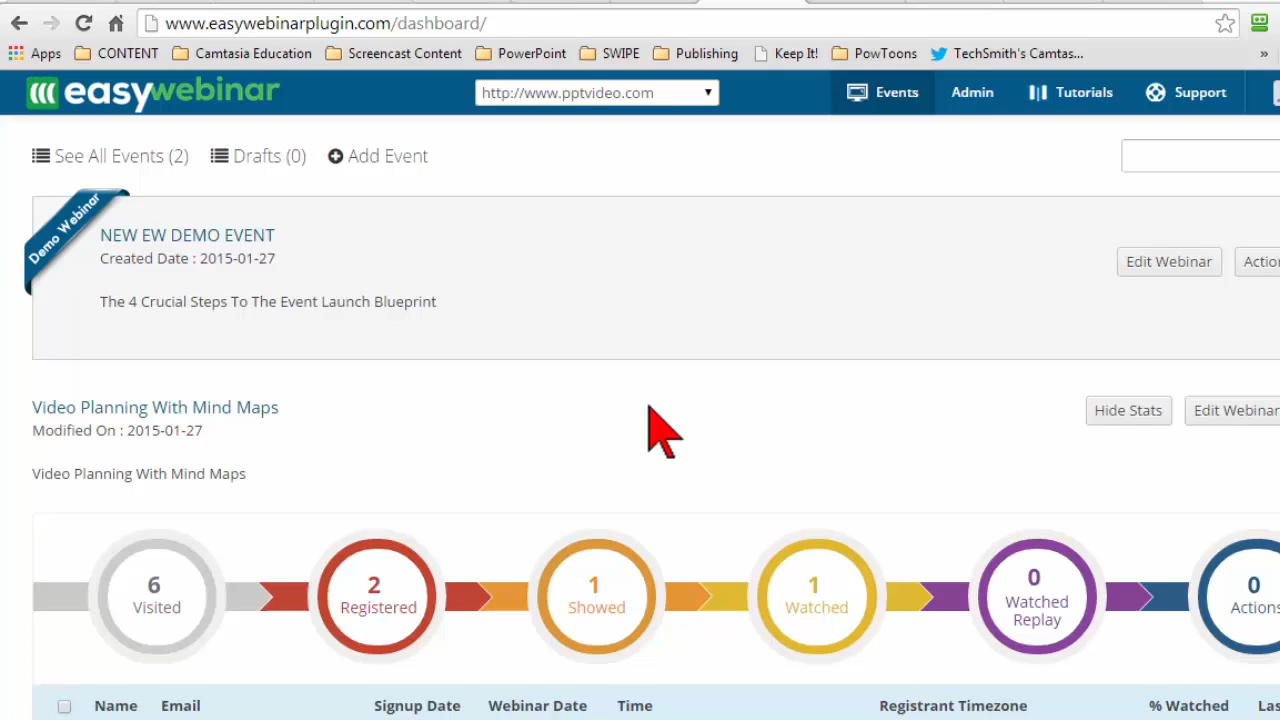 www.easywebinarplugin.com/dashboard/
Apps CONTENT Camtasia Education Screencast Content PowerPoint SWIPE Publishing Keep It! PowToons TechSmith's Camtas... »
easywebinar http://www.pptvideo.com Events Admin Tutorials Support
See All Events (2) Drafts (0) Add Event
Demo Webinar
NEW EW DEMO EVENT
Created Date : 2015-01-27
Edit Webinar Action
The 4 Crucial Steps To The Event Launch Blueprint
Video Planning With Mind Maps
Hide Stats Edit Webinar
Modified On : 2015-01-27
Video Planning With Mind Maps
6 Visited
2 Registered
1 Showed
1 Watched
0 Watched Replay
0 Actions
Name Email Signup Date Webinar Date Time Registrant Timezone % Watched Las